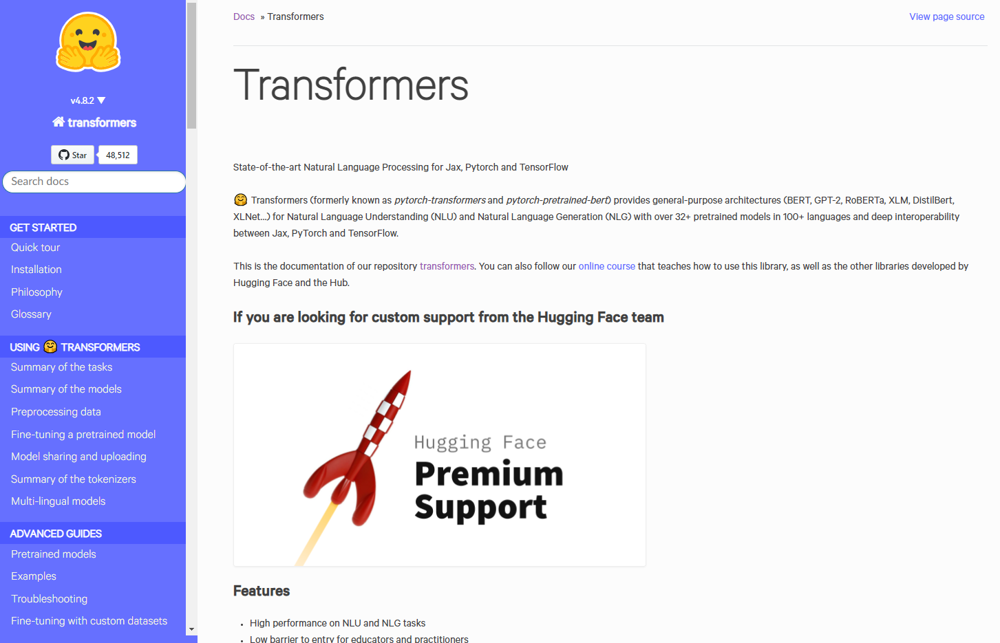 v4.8.2
transformers
Star
48,512
Search docs
GET STARTED
Quick tour
Installation
Philosophy
Glossary
USING 🤗 TRANSFORMERS
Summary of the tasks
Summary of the models
Preprocessing data
Fine-tuning a pretrained model
Model sharing and uploading
Summary of the tokenizers
Multi-lingual models
ADVANCED GUIDES
Pretrained models
Examples
Troubleshooting
Fine-tuning with custom datasets
Docs » Transformers
View page source
Transformers
State-of-the-art Natural Language Processing for Jax, Pytorch and TensorFlow
🤗 Transformers (formerly known as pytorch-transformers and pytorch-pretrained-bert) provides general-purpose architectures (BERT, GPT-2, RoBERTa, XLM, DistilBert,
XLNet...) for Natural Language Understanding (NLU) and Natural Language Generation (NLG) with over 32+ pretrained models in 100+ languages and deep interoperability
between Jax, PyTorch and TensorFlow.
This is the documentation of our repository transformers. You can also follow our online course that teaches how to use this library, as well as the other libraries developed by
Hugging Face and the Hub.
If you are looking for custom support from the Hugging Face team
Hugging Face
Premium
Support
Features
• High performance on NLU and NLG tasks
• Low barrier to entry for educators and practitioners